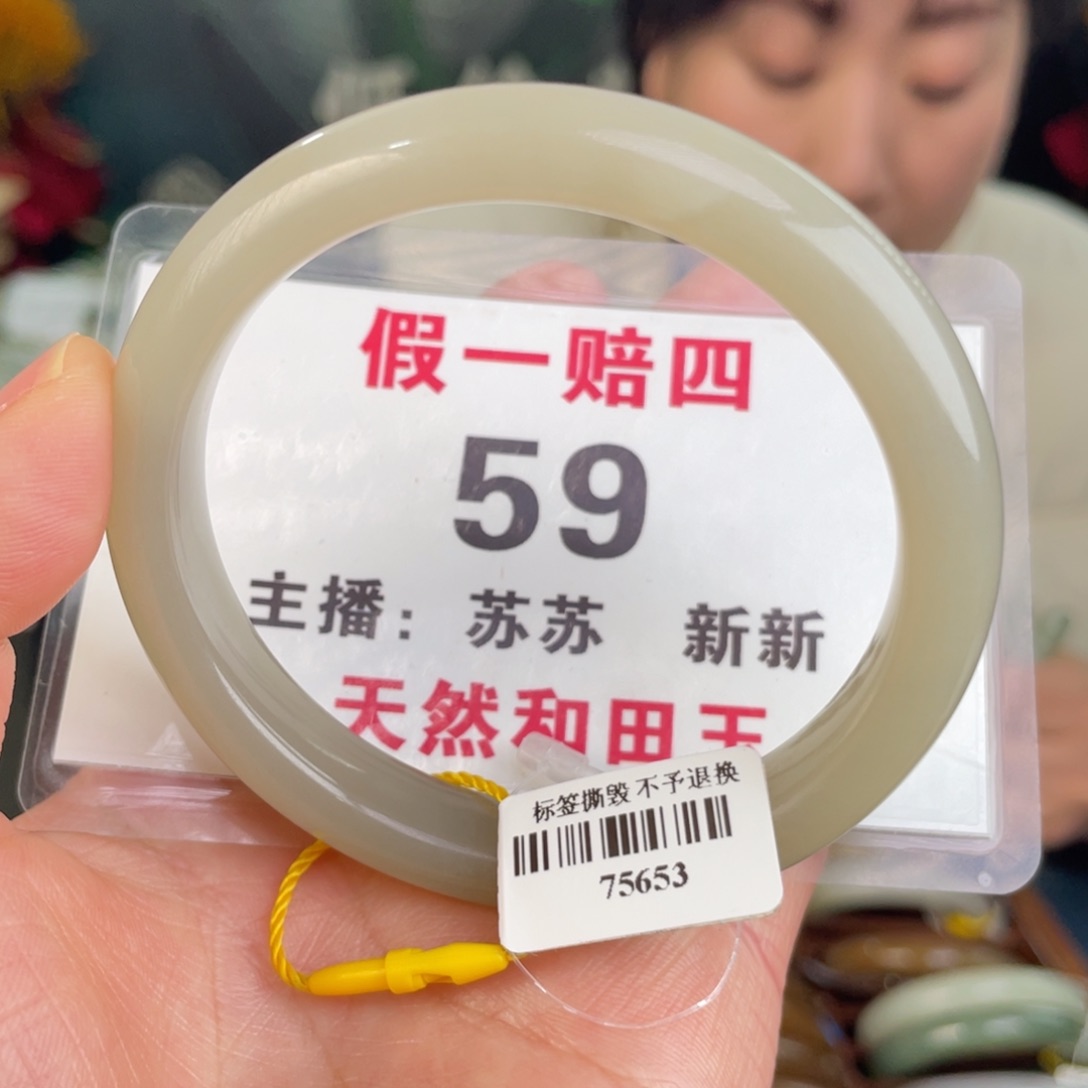 假一赔四
59
主播：苏苏 新新
天然和田玉
标签撕毁 不予退换
75653